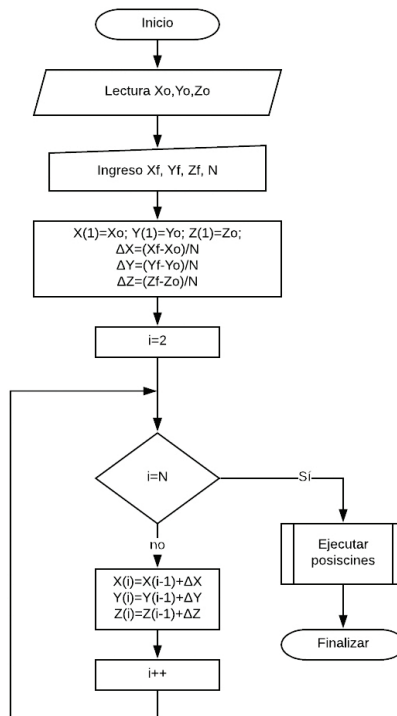 Inicio
Lectura Xo,Yo,Zo
Ingreso Xf, Yf, Zf, N
X(1)=Xo; Y(1)=Yo; Z(1)=Zo;
ΔX=(Xf-Xo)/N
ΔY=(Yf-Yo)/N
ΔZ=(Zf-Zo)/N
i=2
i=N
Sí
no
Ejecutar
posiscines
X(i)=X(i-1)+ΔX
Y(i)=Y(i-1)+ΔY
Z(i)=Z(i-1)+ΔZ
Finalizar
i++